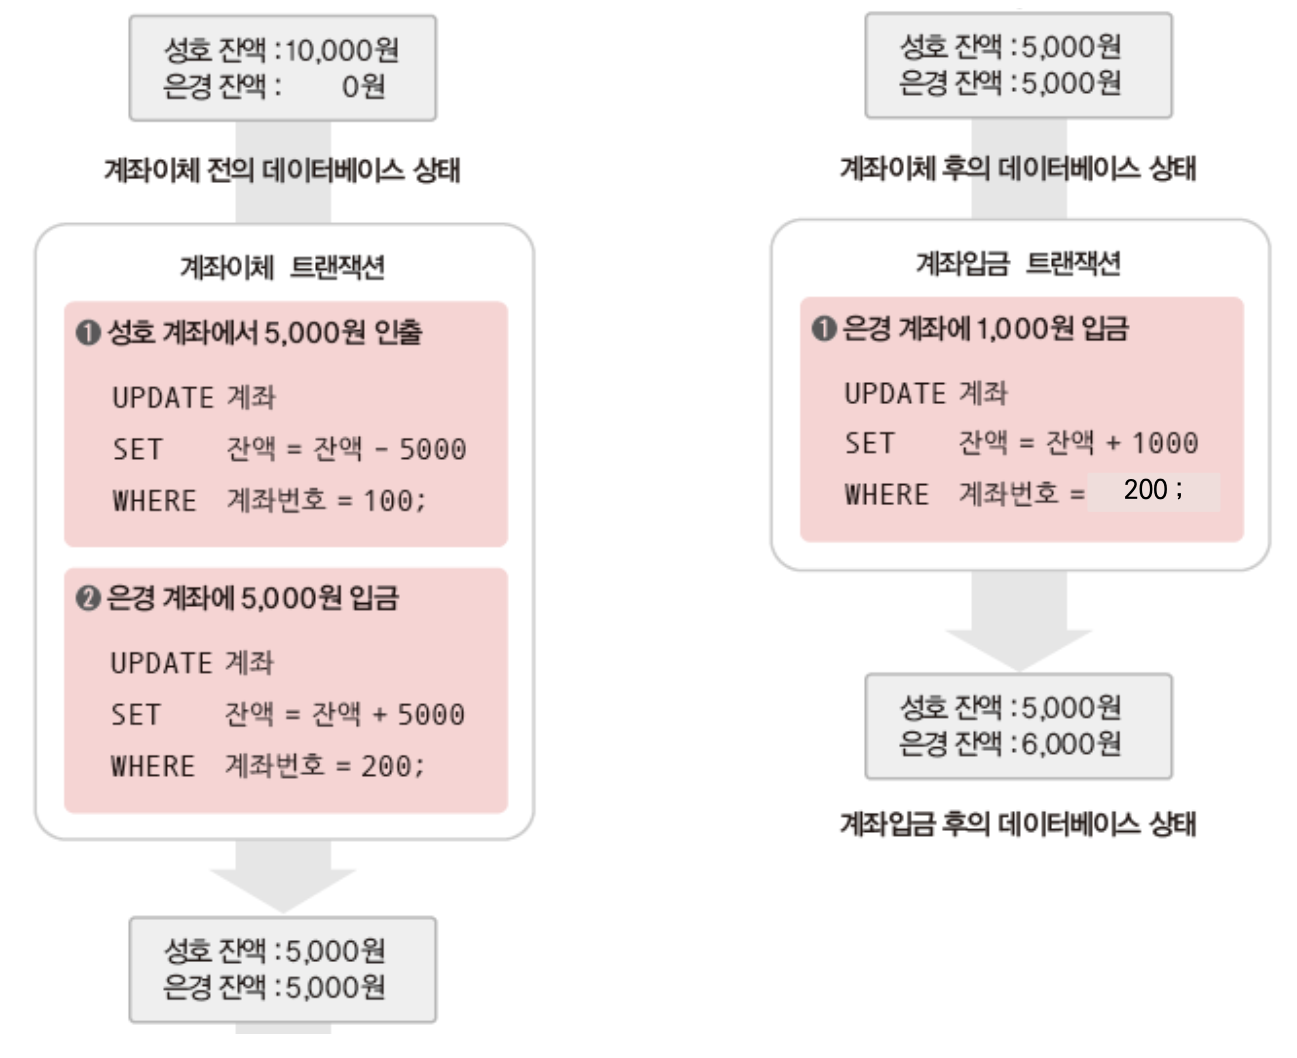 성호 잔액 : 10,000원
은경 잔액 : 0원
계좌이체 전의 데이터베이스 상태
계좌이체 트랜잭션
❶ 성호 계좌에서 5,000원 인출
UPDATE 계좌
SET 잔액 = 잔액 - 5000
WHERE 계좌번호 = 100;
❷ 은경 계좌에 5,000원 입금
UPDATE 계좌
SET 잔액 = 잔액 + 5000
WHERE 계좌번호 = 200;
성호 잔액 : 5,000원
은경 잔액 : 5,000원
성호 잔액 : 5,000원
은경 잔액 : 5,000원
계좌이체 후의 데이터베이스 상태
계좌입금 트랜잭션
❶ 은경 계좌에 1,000원 입금
UPDATE 계좌
SET 잔액 = 잔액 + 1000
WHERE 계좌번호 = 200 ;
성호 잔액 : 5,000원
은경 잔액 : 6,000원
계좌입금 후의 데이터베이스 상태